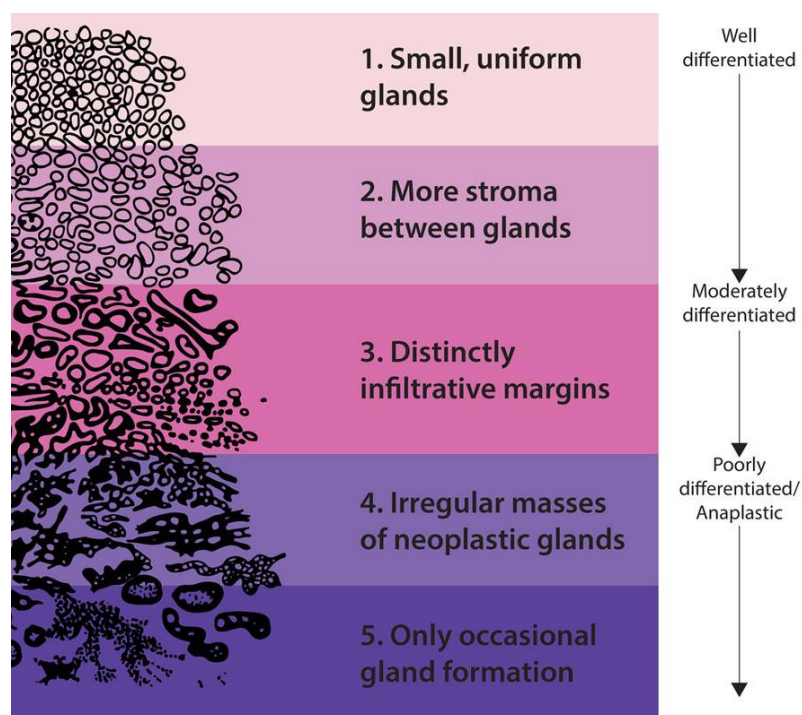 1. Small, uniform
glands
2. More stroma
between glands
3. Distinctly
infiltrative margins
4. Irregular masses
of neoplastic glands
5. Only occasional
gland formation
Well
differentiated
Moderately
differentiated
Poorly
differentiated/
Anaplastic